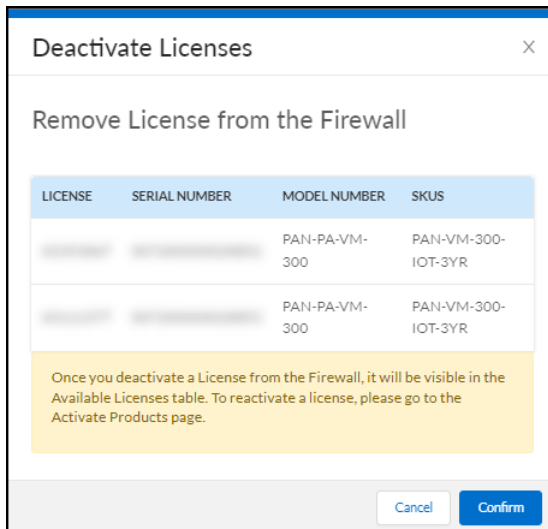 Deactivate Licenses
Remove License from the Firewall
LICENSE SERIAL NUMBER MODEL NUMBER SKUS
PAN-PA-VM- PAN-VM-300-
300 IOT-3YR
PAN-PA-VM- PAN-VM-300-
300 IOT-3YR
Once you deactivate a License from the Firewall, it will be visible in the
Available Licenses table. To reactivate a license, please go to the
Activate Products page.
Cancel Confirm